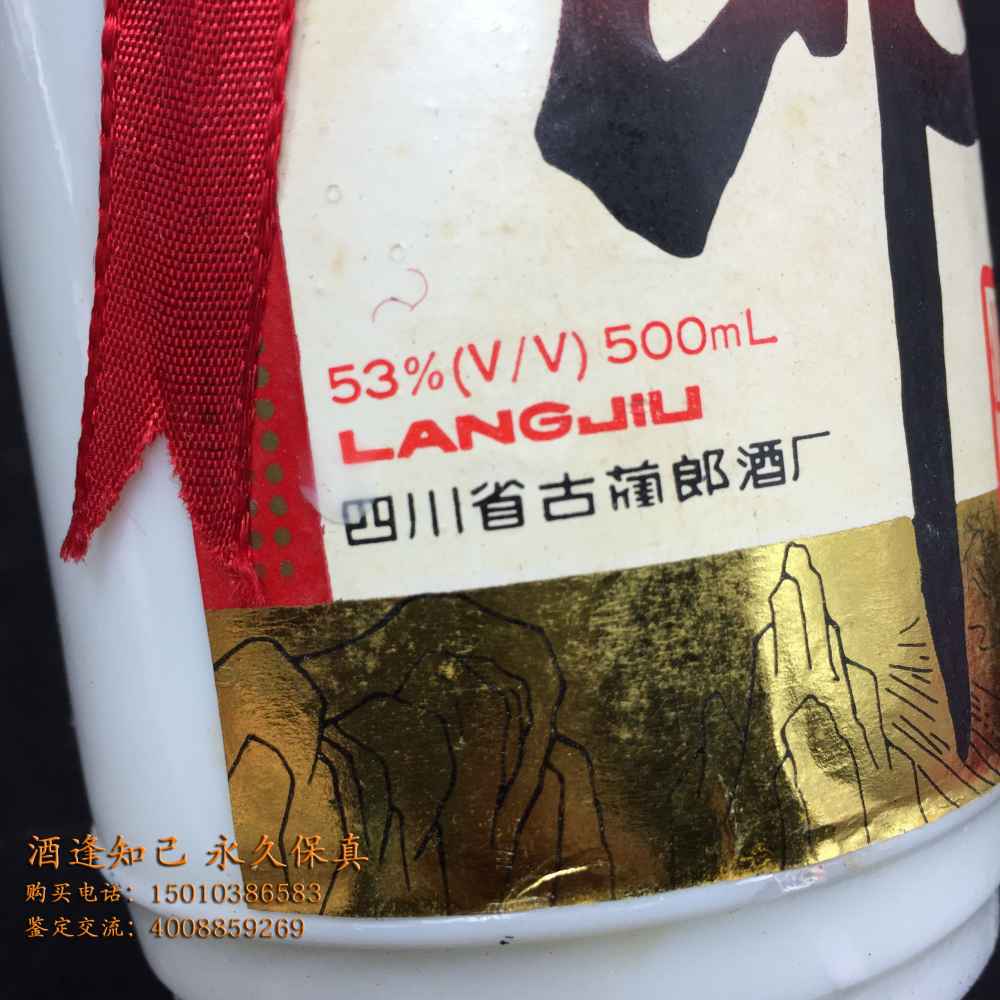 53%(V/V) 500mL
LANGJIU
四川省古蔺郎酒厂
酒逢知己 永久保真
购买电话：15010386583
鉴定交流：4008859269